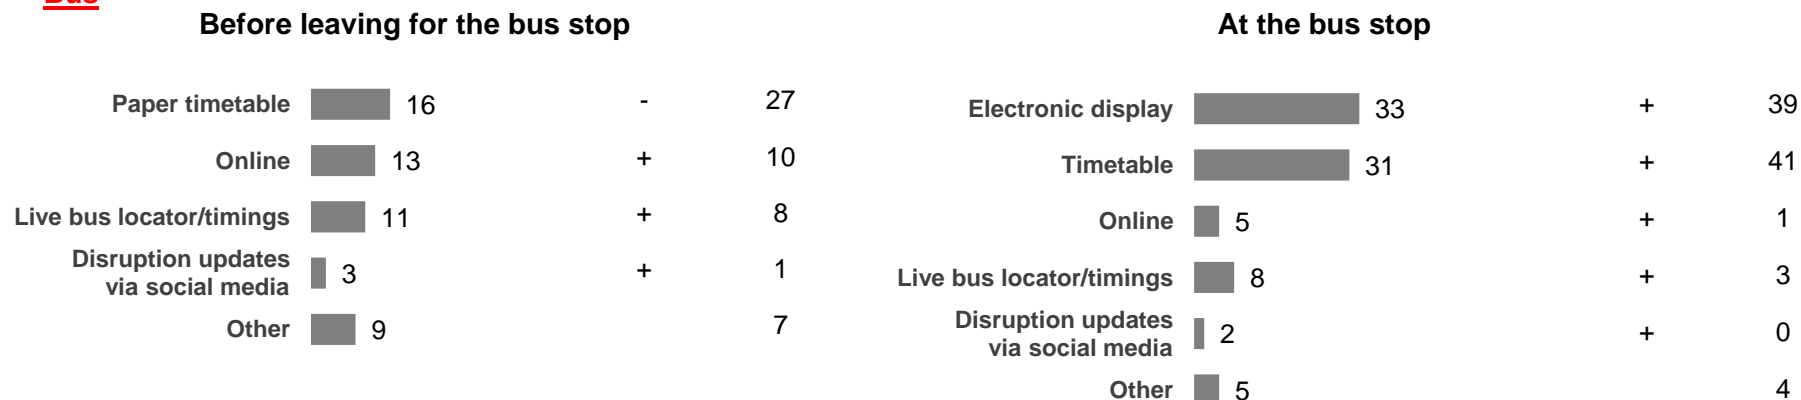 Bus
Before leaving for the bus stop
Paper timetable 16 - 27
Online 13 + 10
Live bus locator/timings 11 + 8
Disruption updates
via social media 3 + 1
Other 9 7
At the bus stop
Electronic display 33 + 39
Timetable 31 + 41
Online 5 + 1
Live bus locator/timings 8 + 3
Disruption updates
via social media 2 + 0
Other 5 4